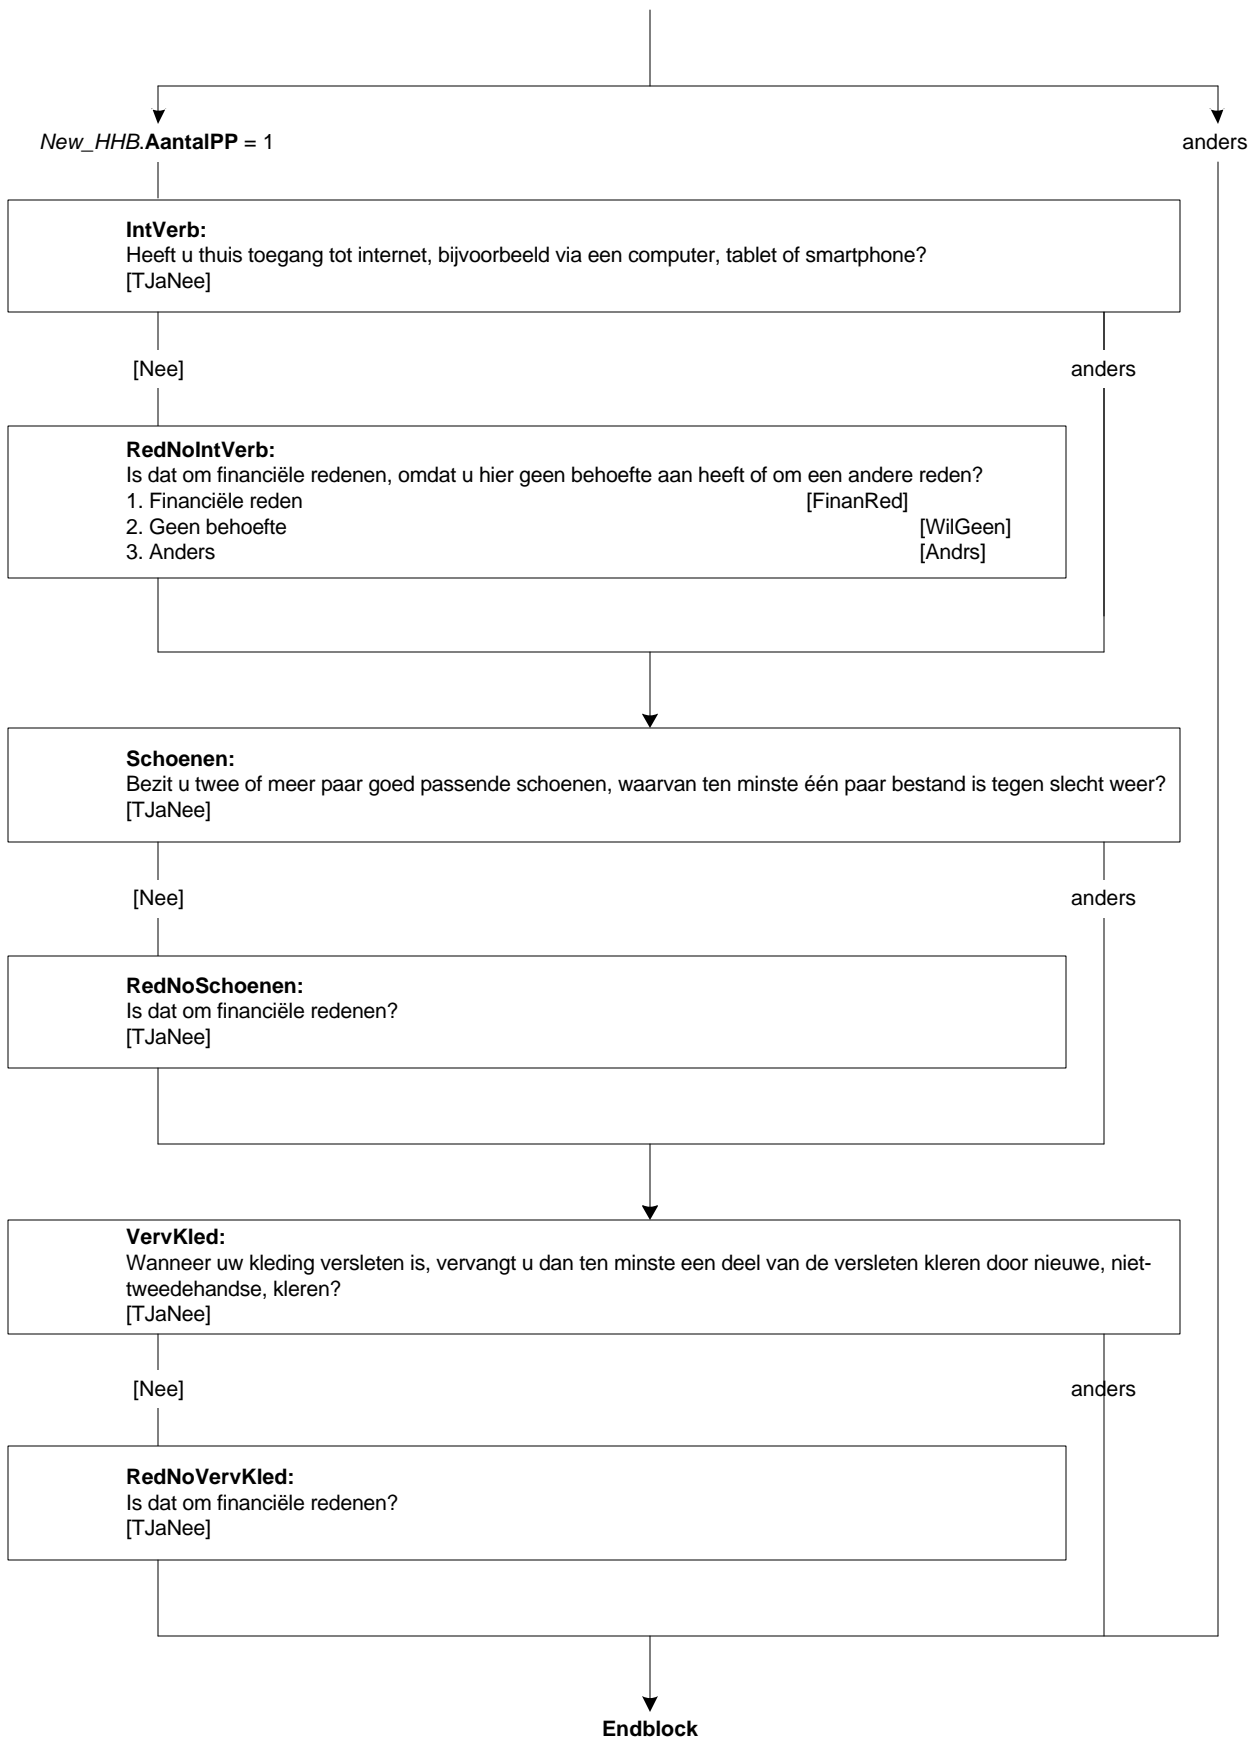 New_HHB.AantalPP = 1
anders
IntVerb:
Heeft u thuis toegang tot internet, bijvoorbeeld via een computer, tablet of smartphone?
[TJaNee]
[Nee]
anders
RedNoIntVerb:
Is dat om financiële redenen, omdat u hier geen behoefte aan heeft of om een andere reden?
1. Financiële reden [FinanRed]
2. Geen behoefte [WilGeen]
3. Anders [Andrs]
Schoenen:
Bezit u twee of meer paar goed passende schoenen, waarvan ten minste één paar bestand is tegen slecht weer?
[TJaNee]
[Nee]
anders
RedNoSchoenen:
Is dat om financiële redenen?
[TJaNee]
VervKled:
Wanneer uw kleding versleten is, vervangt u dan ten minste een deel van de versleten kleren door nieuwe, niet-
tweedehandse, kleren?
[TJaNee]
[Nee]
anders
RedNoVervKled:
Is dat om financiële redenen?
[TJaNee]
Endblock